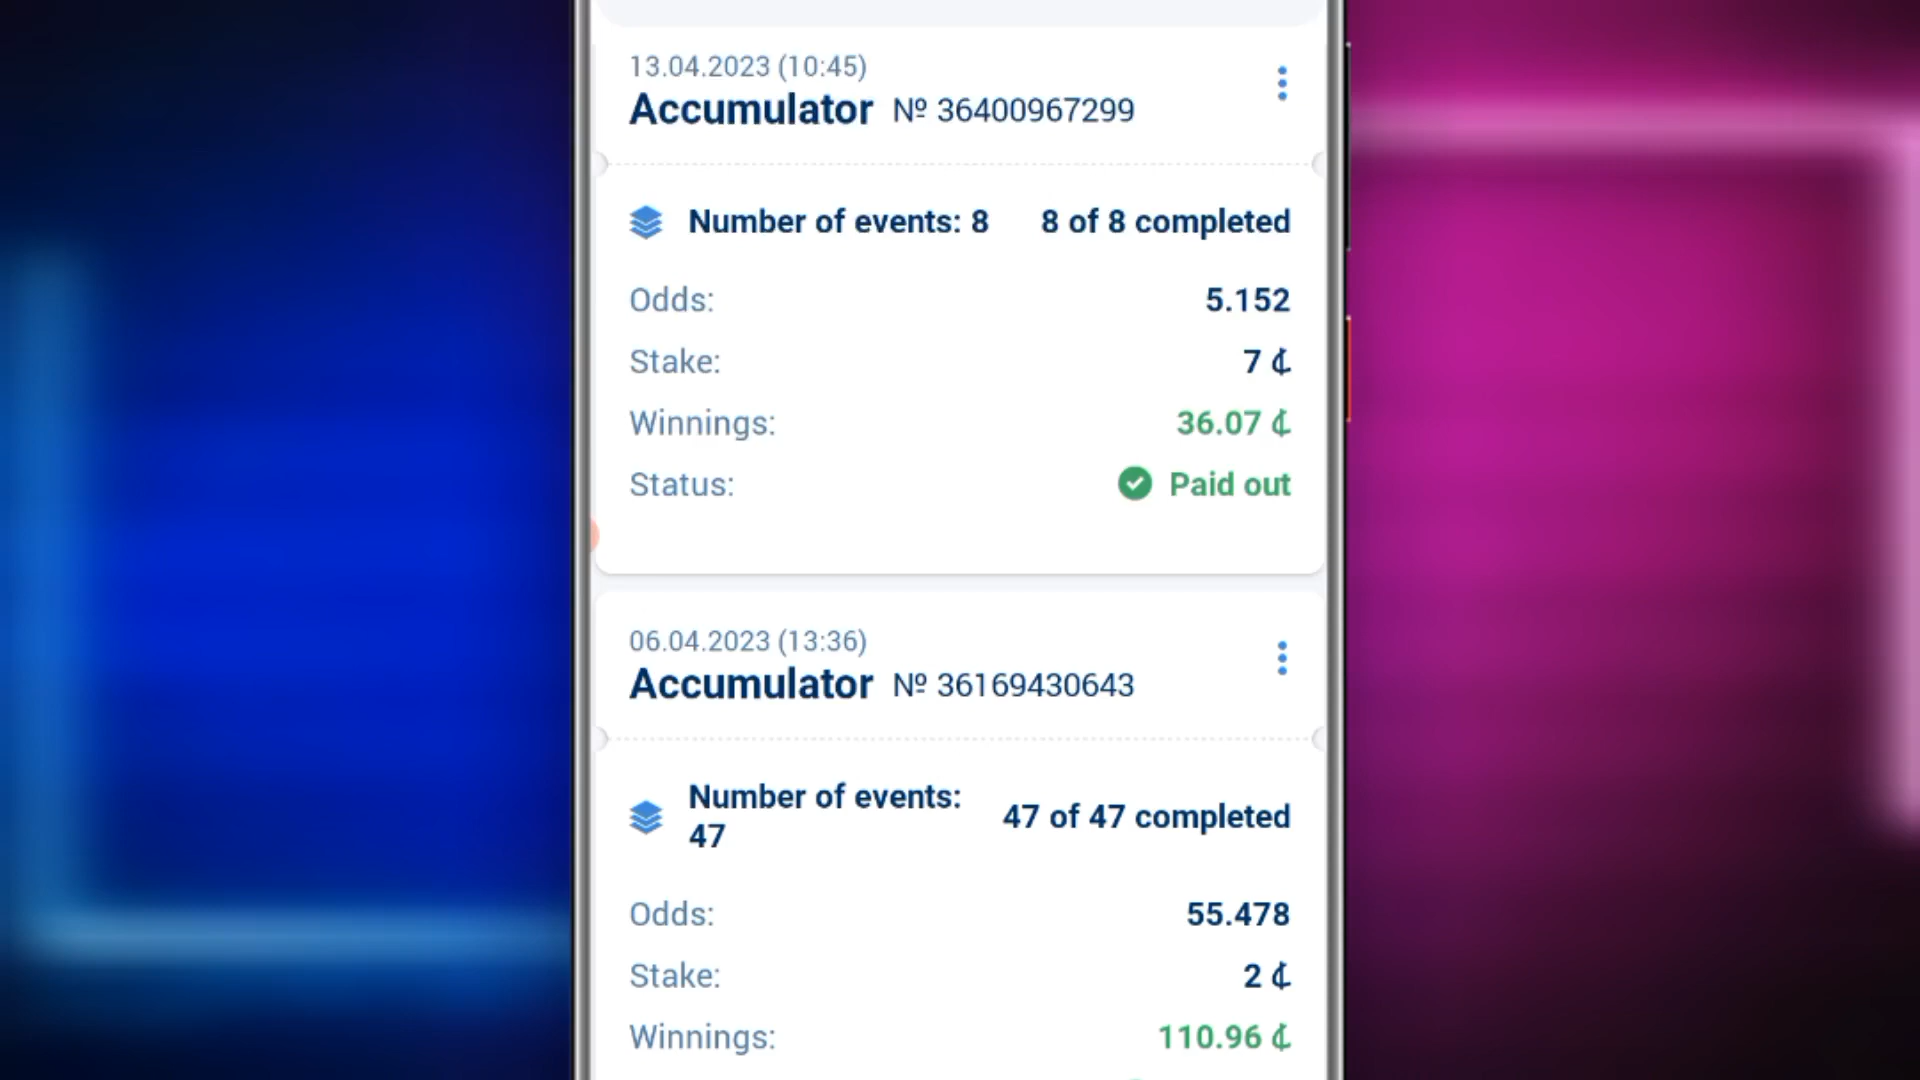 13.04.2023 (10:45)
Accumulator № 36400967299
Number of events: 8 8 of 8 completed
Odds: 5.152
Stake: 7 ₵
Winnings: 36.07 ₵
Status: Paid out
06.04.2023 (13:36)
Accumulator № 36169430643
Number of events:
47
47 of 47 completed
Odds: 55.478
Stake: 2 ₵
Winnings: 110.96 ₵